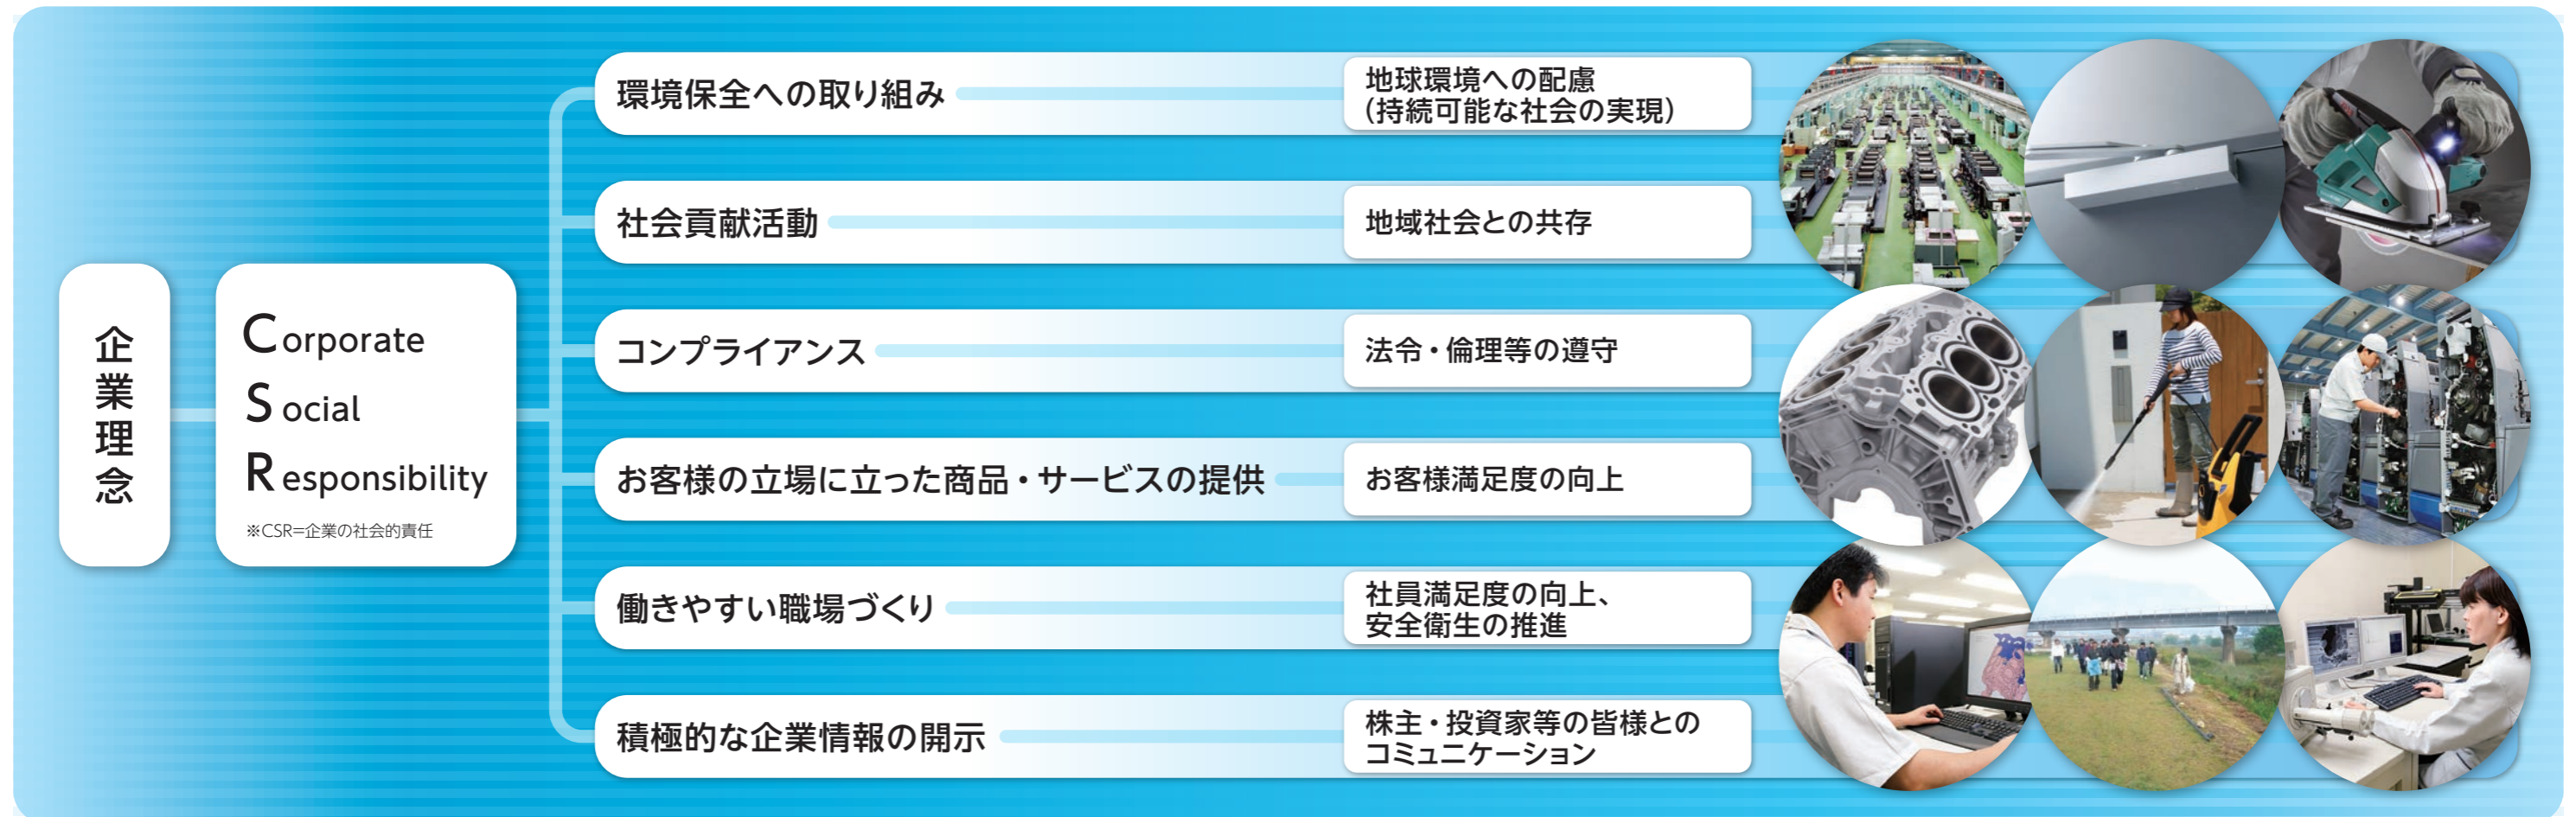 企業理念
Corporate
Social
Responsibility
※CSR=企業の社会的責任
環境保全への取り組み
地球環境への配慮
(持続可能な社会の実現)
社会貢献活動
地域社会との共存
コンプライアンス
法令・倫理等の遵守
お客様の立場に立った商品・サービスの提供
お客様満足度の向上
働きやすい職場づくり
社員満足度の向上、
安全衛生の推進
積極的な企業情報の開示
株主・投資家等の皆様との
コミュニケーション